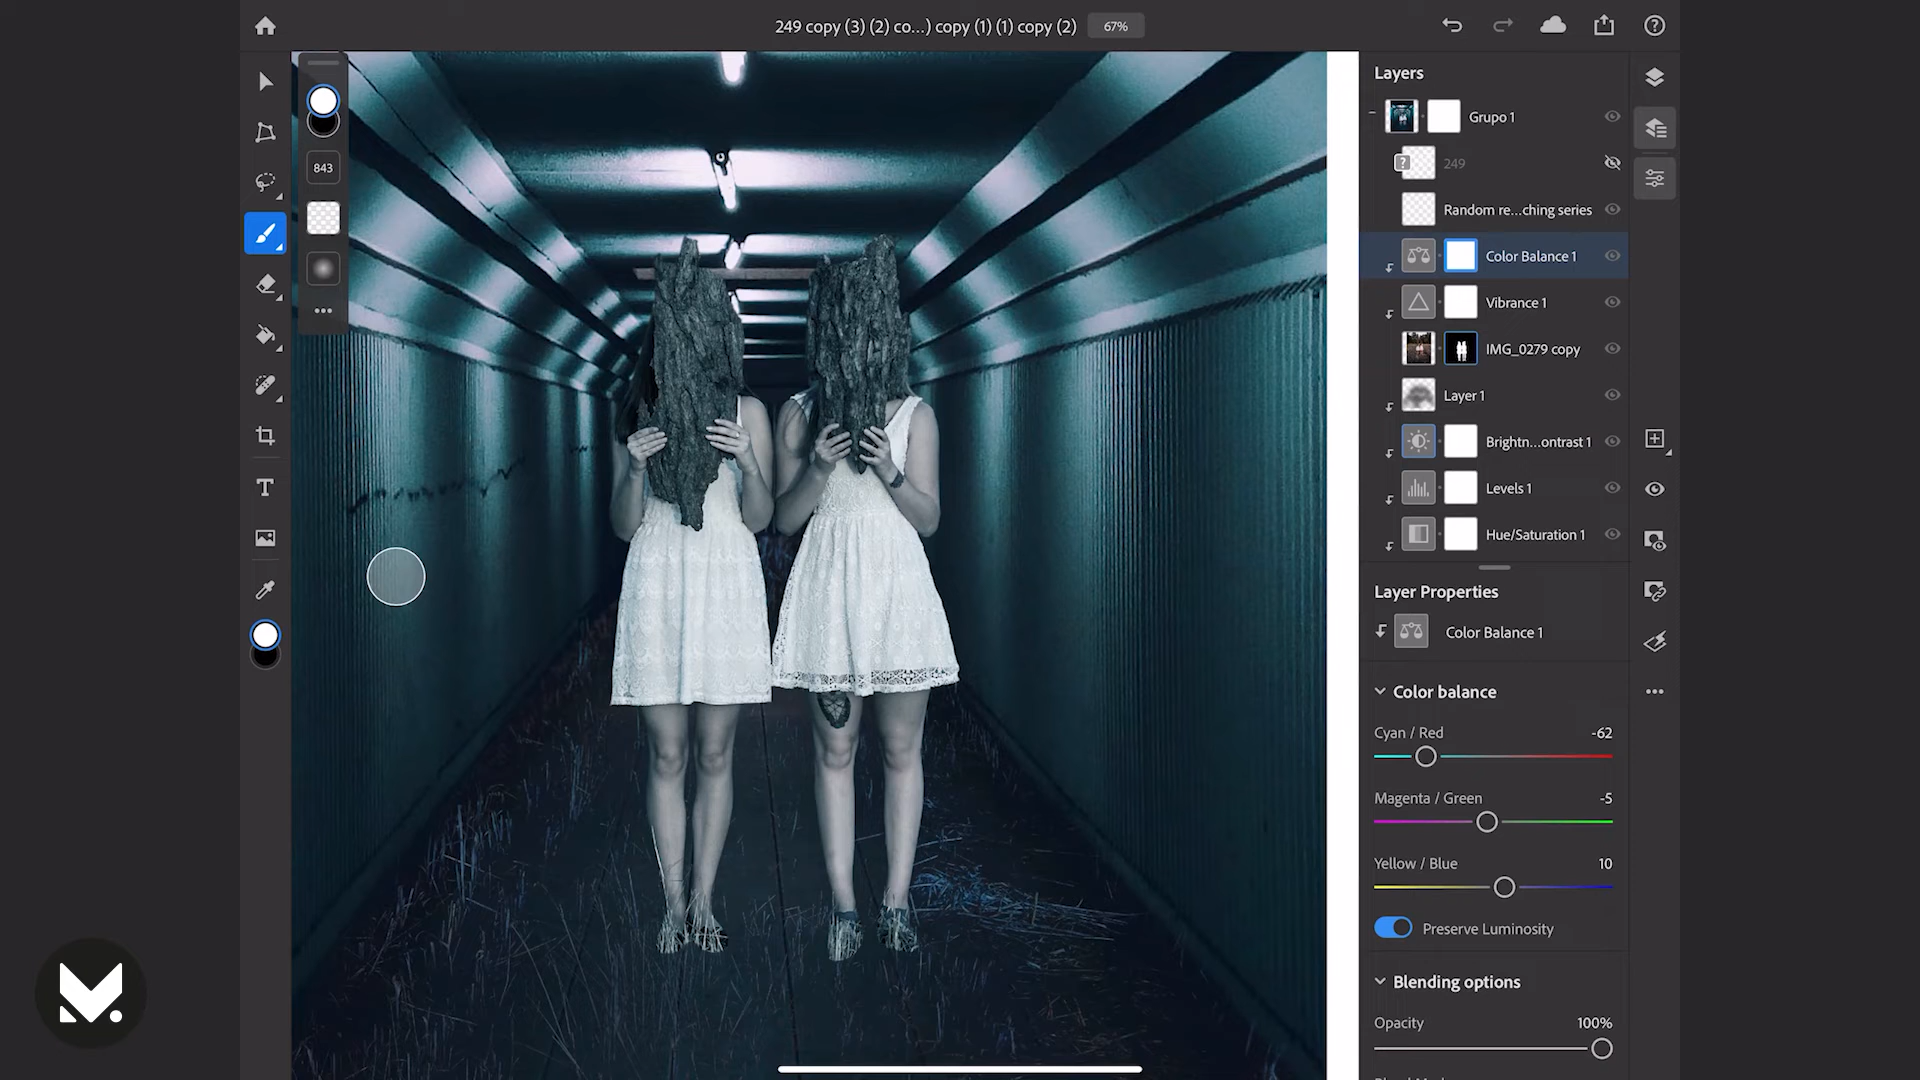 249 copy (3) (2) co...) copy (1) (1) copy (2)
67%
843
T
Layers
Grupo 1
?
249
Random re...ching series
Color Balance 1
Vibrance 1
IMG_0279 copy
Layer 1
Brightn...ontrast 1
Levels 1
Hue/Saturation 1
Layer Properties
Color Balance 1
Color balance
Cyan / Red
-62
Magenta / Green
-5
Yellow / Blue
10
Preserve Luminosity
Blending options
Opacity
100%